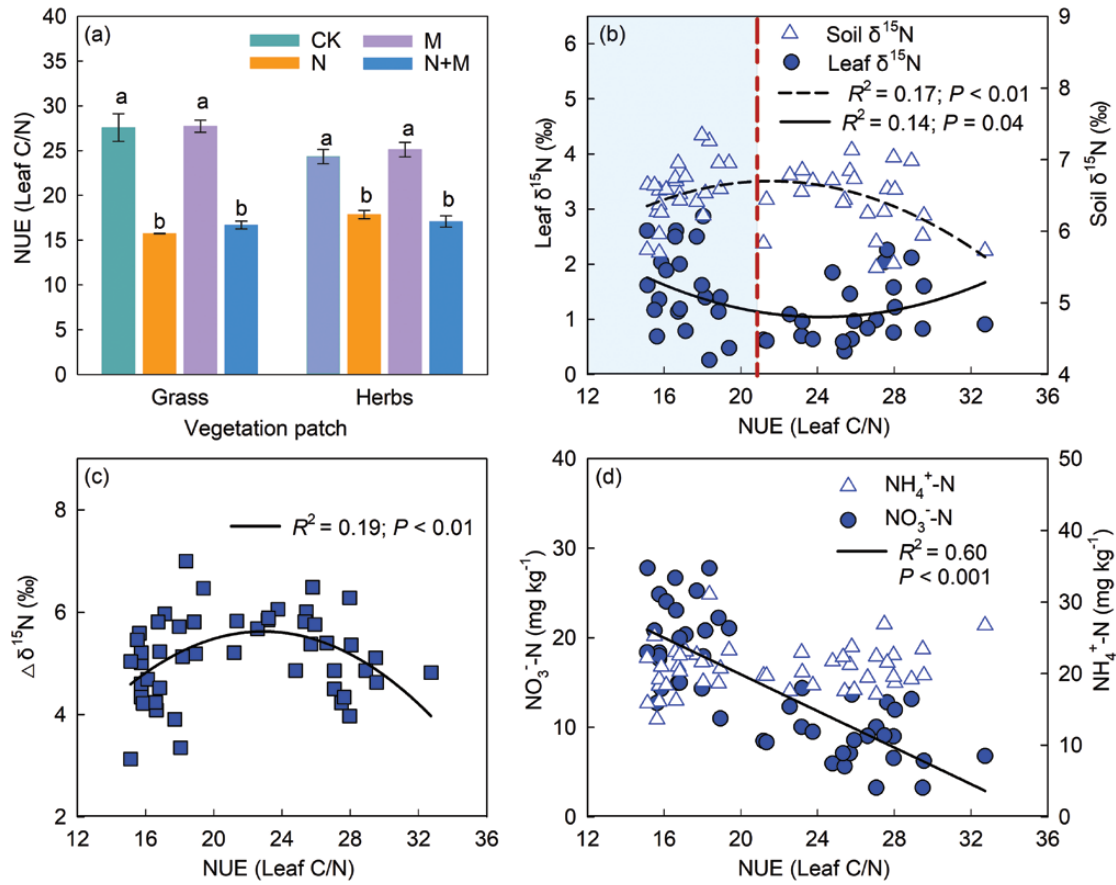 (a)
CK
M
N
N+M
NUE (Leaf C/N)
40
35
30
25
20
15
10
5
0
a
b
a
b
a
b
a
b
Grass
Herbs
Vegetation patch
(b)
Soil δ¹⁵N
Leaf δ¹⁵N
R² = 0.17; P < 0.01
R² = 0.14; P = 0.04
Leaf δ¹⁵N (‰)
6
5
4
3
2
1
0
Soil δ¹⁵N (‰)
9
8
7
6
5
4
12 16 20 24 28 32 36
NUE (Leaf C/N)
(c)
R² = 0.19; P < 0.01
Δ δ¹⁵N (‰)
8
6
4
2
12 16 20 24 28 32 36
NUE (Leaf C/N)
(d)
NH₄⁺-N
NO₃⁻-N
R² = 0.60
P < 0.001
NO₃⁻-N (mg kg⁻¹)
40
30
20
10
0
NH₄⁺-N (mg kg⁻¹)
50
40
30
20
10
0
12 16 20 24 28 32 36
NUE (Leaf C/N)